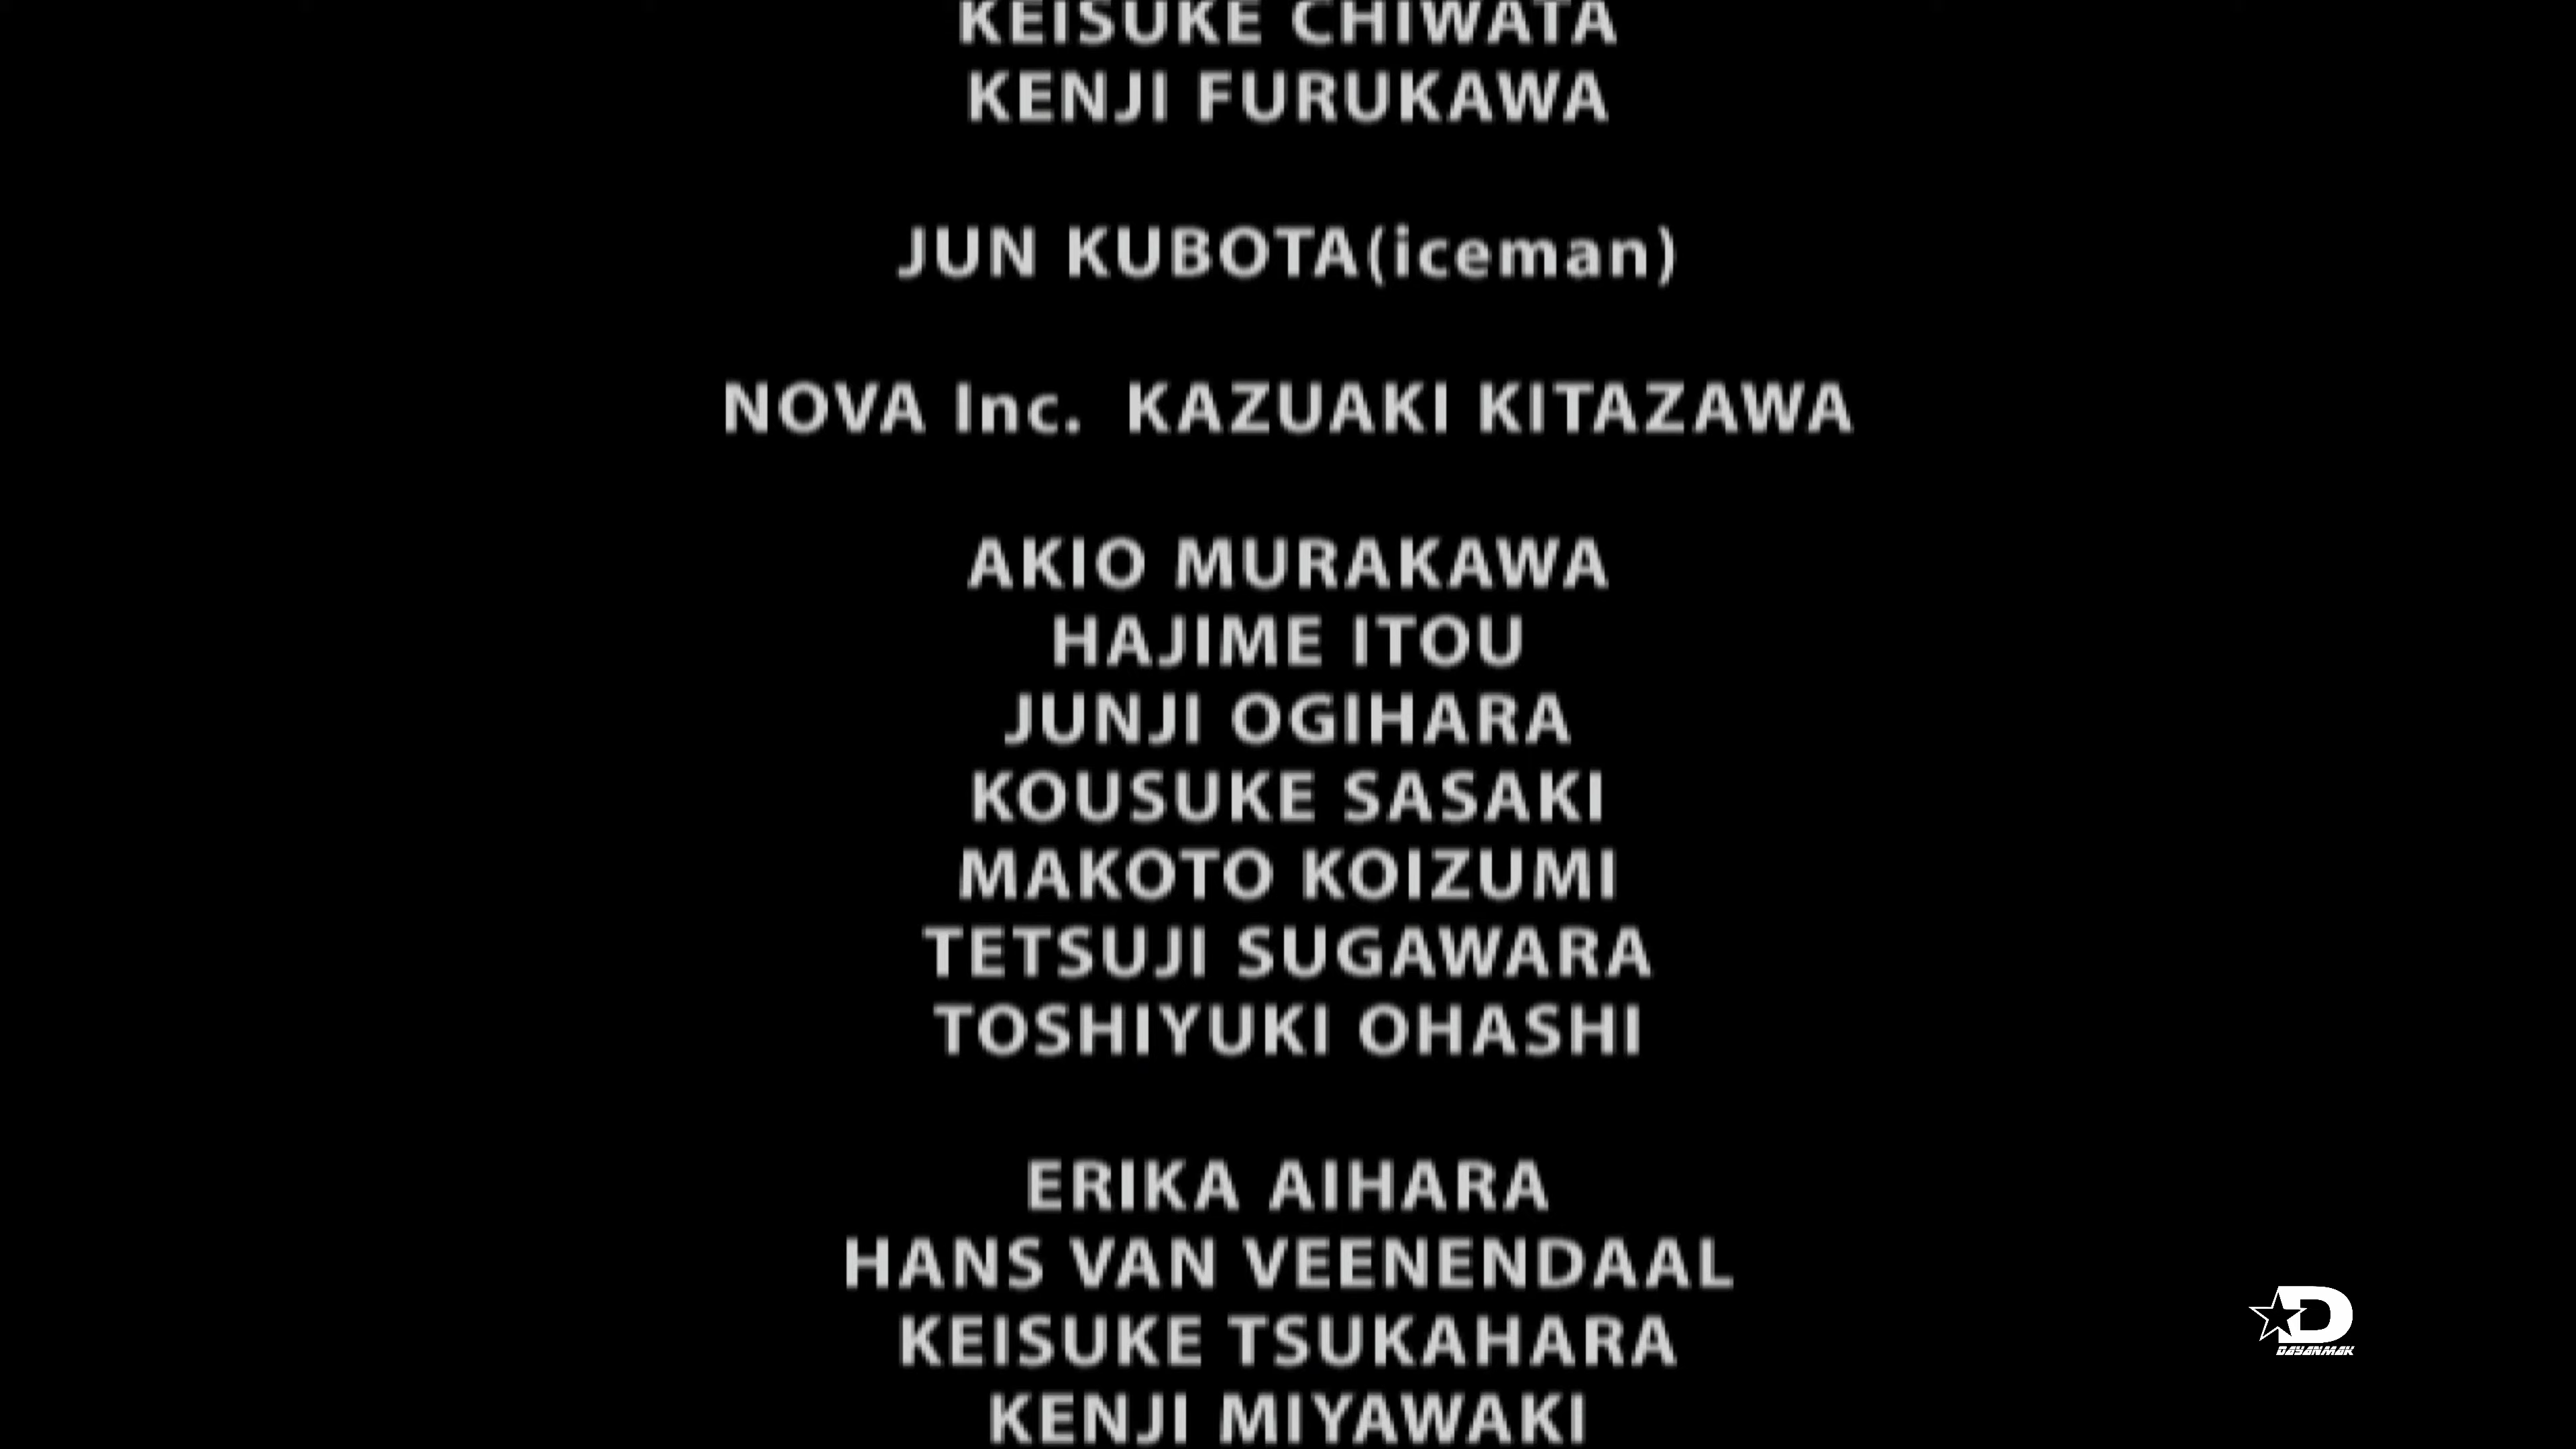 KEISUKE CHIWATA
KENJI FURUKAWA
JUN KUBOTA(iceman)
NOVA Inc. KAZUAKI KITAZAWA
AKIO MURAKAWA
HAJIME ITOU
JUNJI OGIHARA
KOUSUKE SASAKI
MAKOTO KOIZUMI
TETSUJI SUGAWARA
TOSHIYUKI OHASHI
ERIKA AIHARA
HANS VAN VEENENDAAL
KEISUKE TSUKAHARA
KENJI MIYAWAKI
D
DAYANMAK